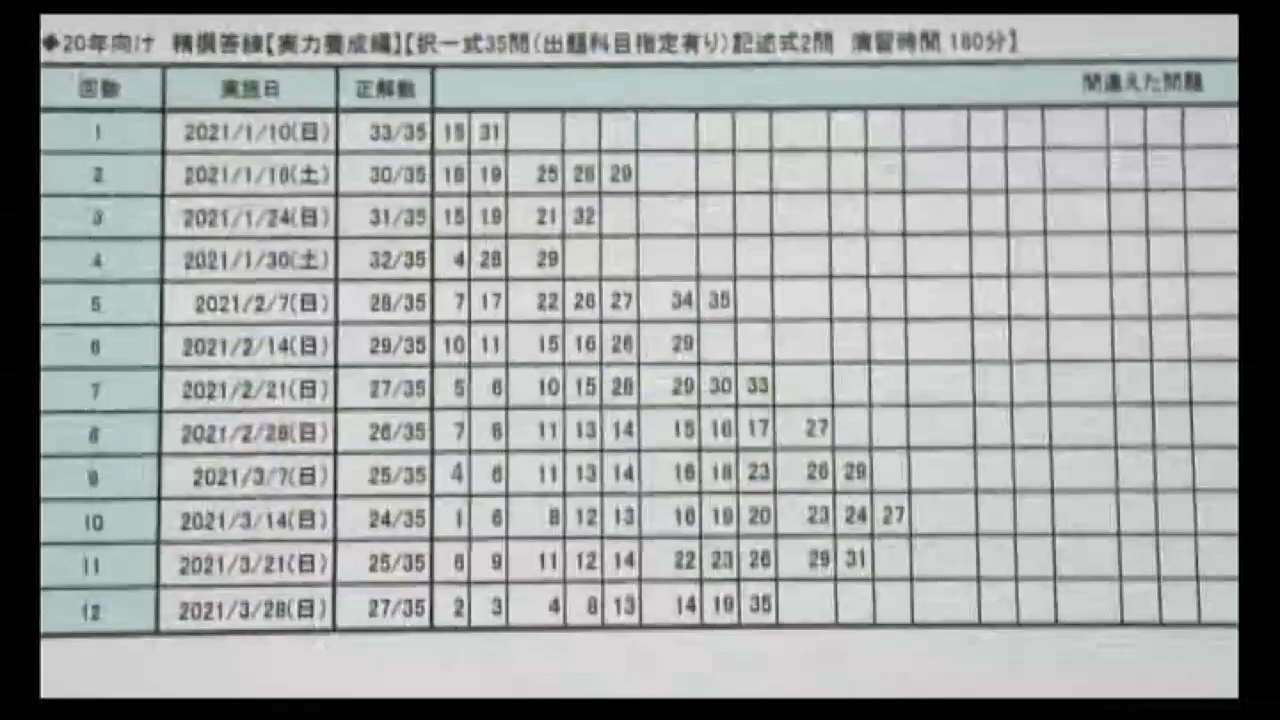 ◆20年向け 精撰答練【実力養成編】【択一式35問（出題科目指定有り）記述式2問 演習時間 180分】
回数 実施日 正解数 間違えた問題
1 2021/1/10(日) 33/35 15 31
2 2021/1/16(土) 30/35 18 19 25 28 29
3 2021/1/24(日) 31/35 15 19 21 32
4 2021/1/30(土) 32/35 4 28 29
5 2021/2/7(日) 28/35 7 17 22 26 27 34 35
6 2021/2/14(日) 29/35 10 11 15 16 26 29
7 2021/2/21(日) 27/35 5 6 10 15 28 29 30 33
8 2021/2/28(日) 26/35 7 8 11 13 14 15 16 17 27
9 2021/3/7(日) 25/35 4 6 11 13 14 16 18 23 26 29
10 2021/3/14(日) 24/35 1 6 8 12 13 16 19 20 23 24 27
11 2021/3/21(日) 25/35 6 9 11 12 14 22 23 26 29 31
12 2021/3/28(日) 27/35 2 3 4 8 13 14 19 35